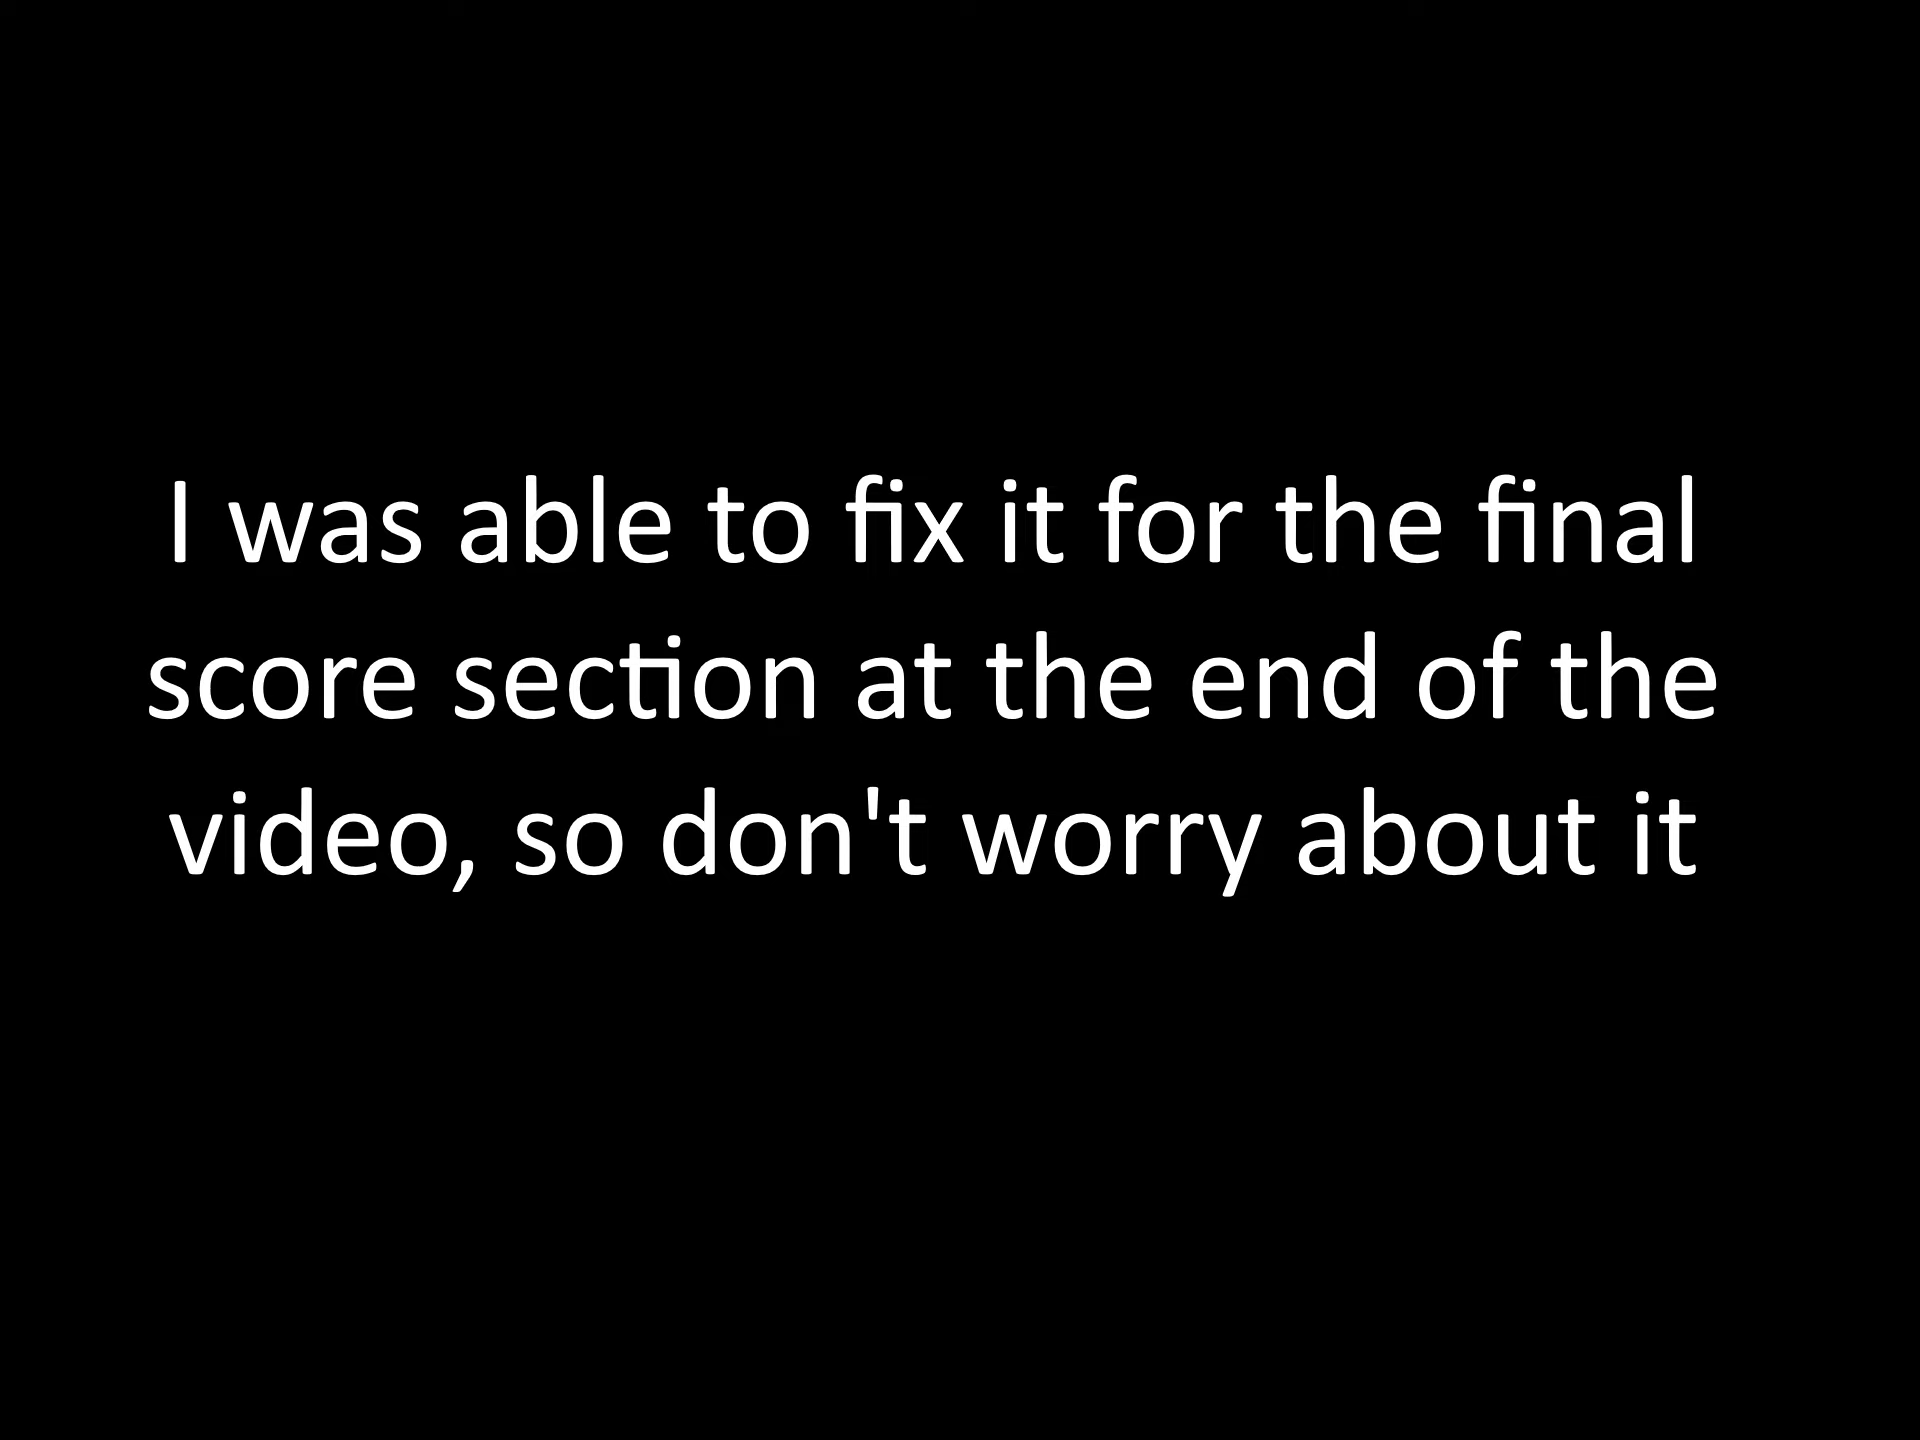 I was able to fix it for the final
score section at the end of the
video, so don't worry about it